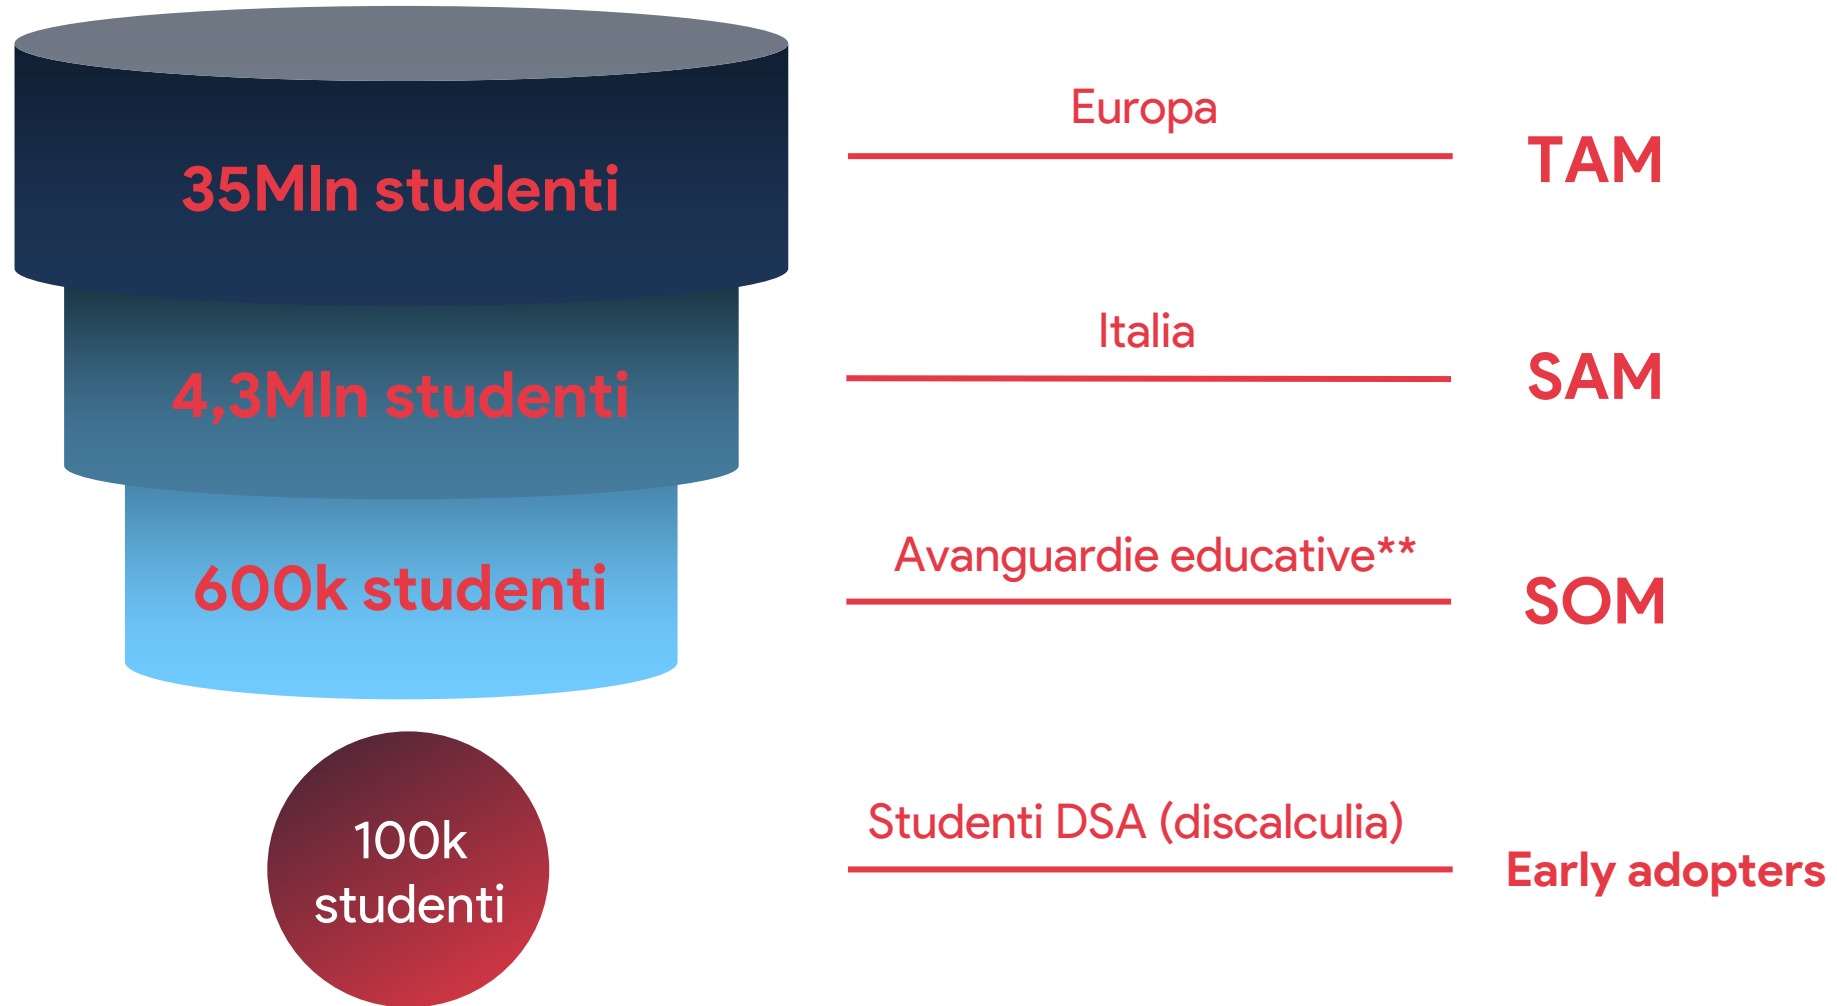 Europa
TAM
35Mln studenti
Italia
SAM
4,3Mln studenti
Avanguardie educative**
SOM
600k studenti
Studenti DSA (discalculia)
Early adopters
100k
studenti